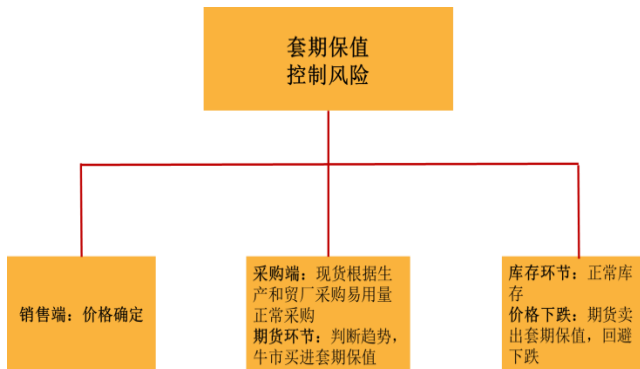 套期保值
控制风险
销售端：价格确定
采购端：现货根据生
产和贸厂采购易用量
正常采购
期货环节：判断趋势，
牛市买进套期保值
库存环节：正常库
存
价格下跌：期货卖
出套期保值，回避
下跌